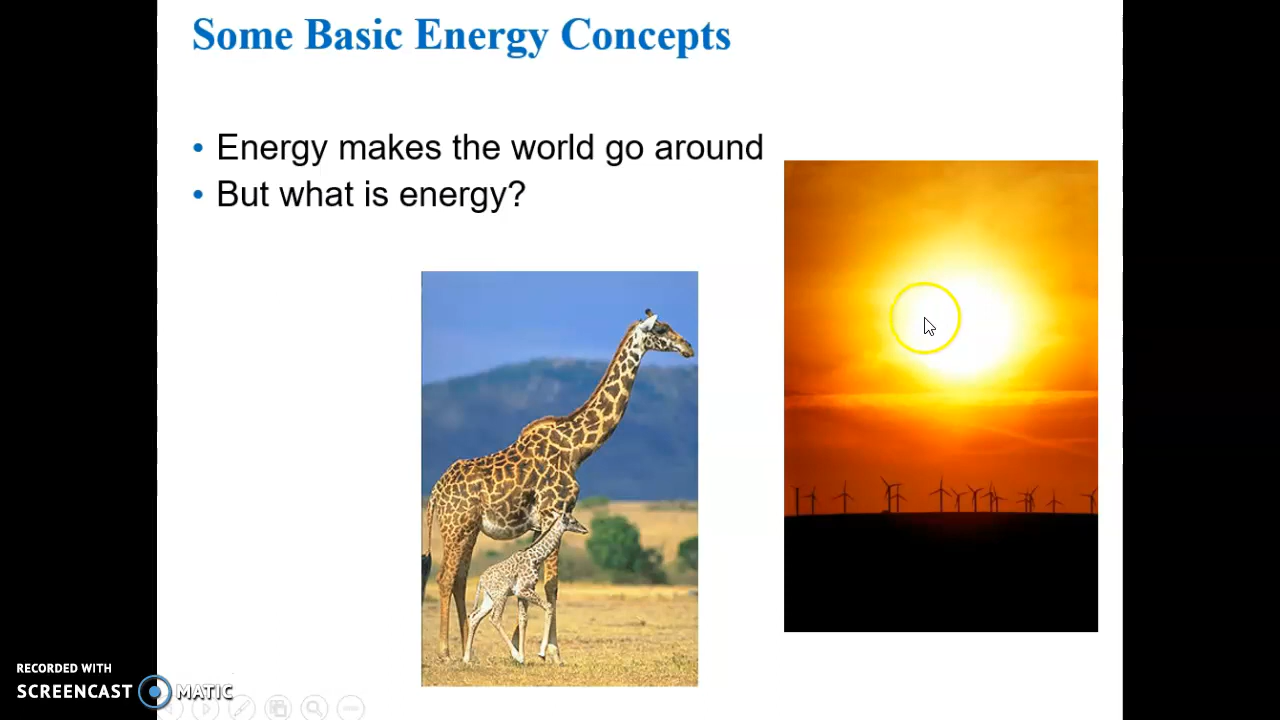 Some Basic Energy Concepts
• Energy makes the world go around
• But what is energy?
RECORDED WITH
SCREENCAST MATIC